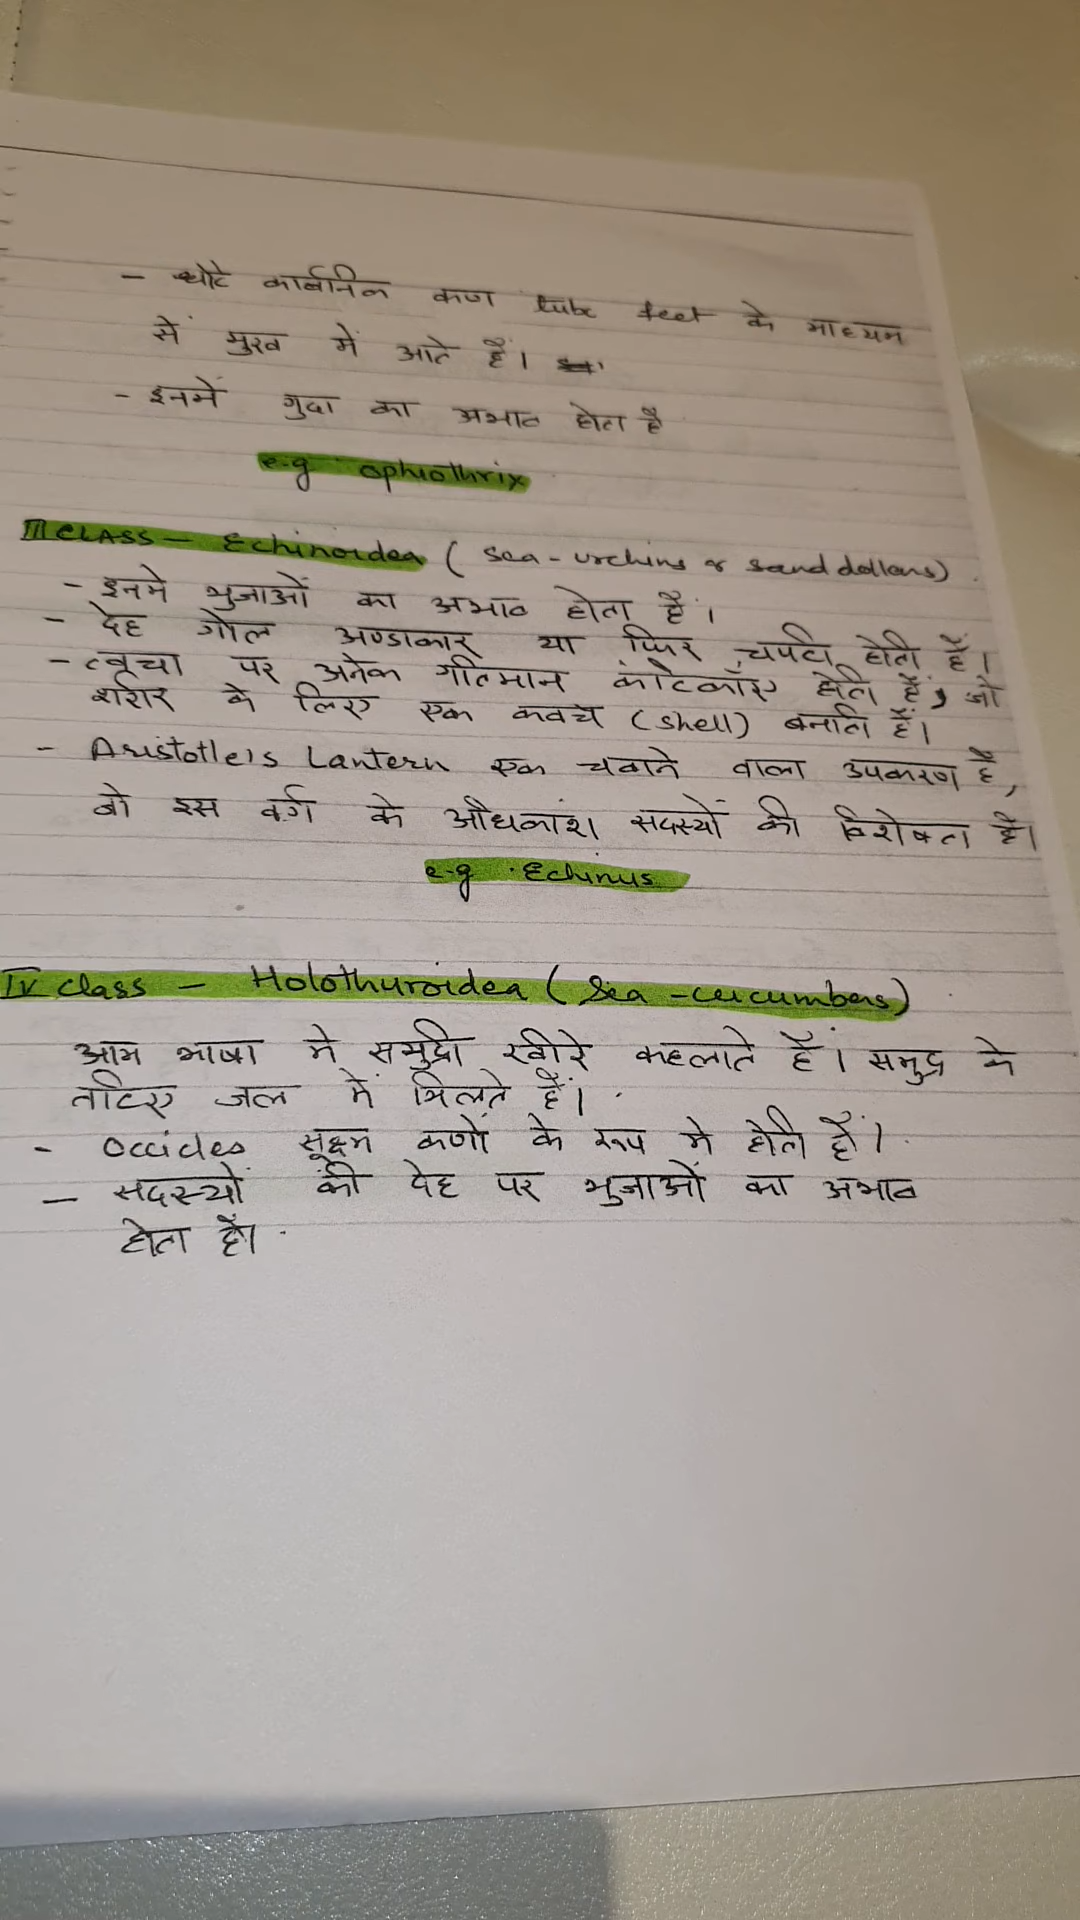 - छोटे कार्बनिक कण tube feet के माध्यम
से मुख में आते हैं।
- इनमें गुदा का अभाव होता है
e.g ophiothrix
III CLASS - Echinoidea ( Sea - urchins or sand dollars)
- इनमे भुजाओं का अभाव होता है।
- देह गोल अण्डाकार या फिर चपटी होती हैं।
- त्वचा पर अनेक गतिमान होती हैं, जो
शरीर के लिए एक कवच (shell) बनाती हैं।
- Aristotle's Lantern एक चबाने वाला उपकरण है,
जो इस वर्ग के अधिकांश सदस्यों की विशेषता है।
e-g Echinus
IV class - Holothuroidea ( Sea - cucumbers)
आम भाषा मे समुद्री खीरे कहलाते हैं। समुद्र के
जल में मिलते हैं।
- occicles सूक्ष्म कणों के रूप मे होती हैं।
- सदस्यों की देह पर भुजाओं का अभाव
होता है।